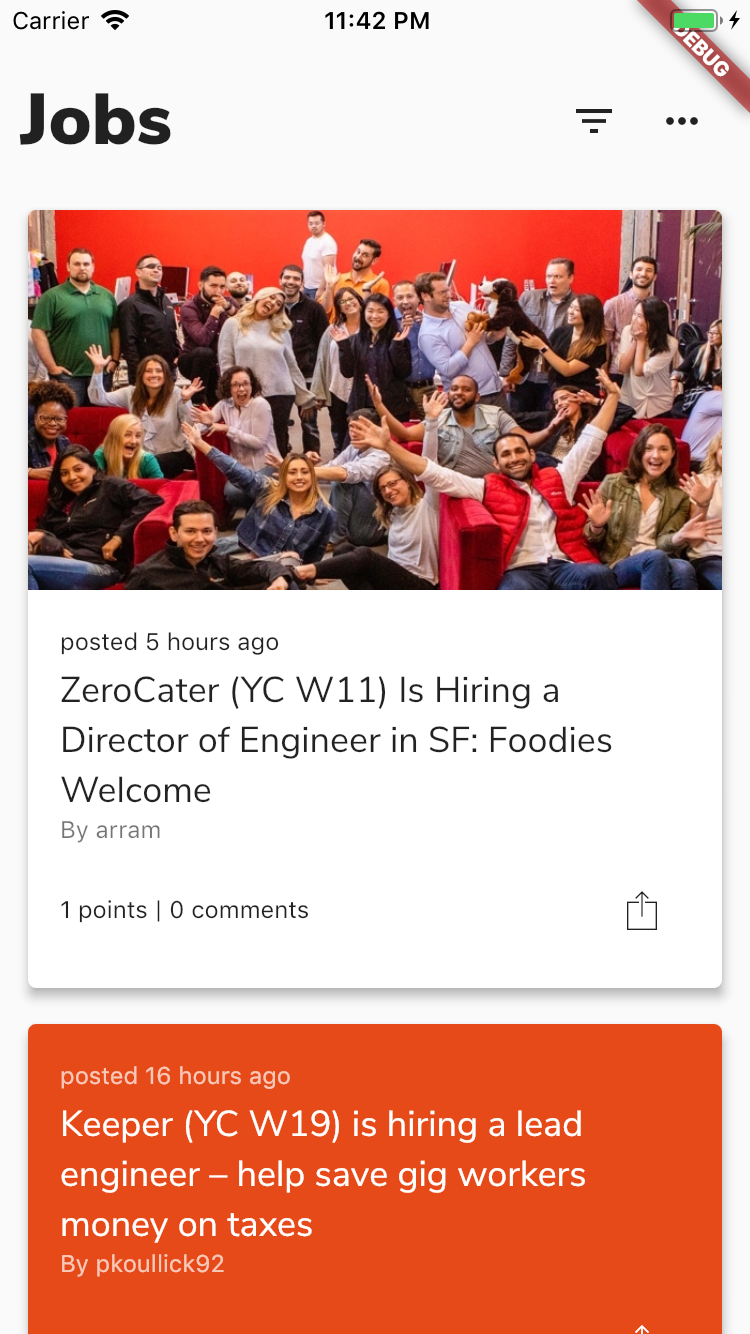 Carrier 11:42 PM
DEBUG
Jobs
posted 5 hours ago
ZeroCater (YC W11) Is Hiring a
Director of Engineer in SF: Foodies
Welcome
By arram
1 points | 0 comments
posted 16 hours ago
Keeper (YC W19) is hiring a lead
engineer – help save gig workers
money on taxes
By pkoullick92